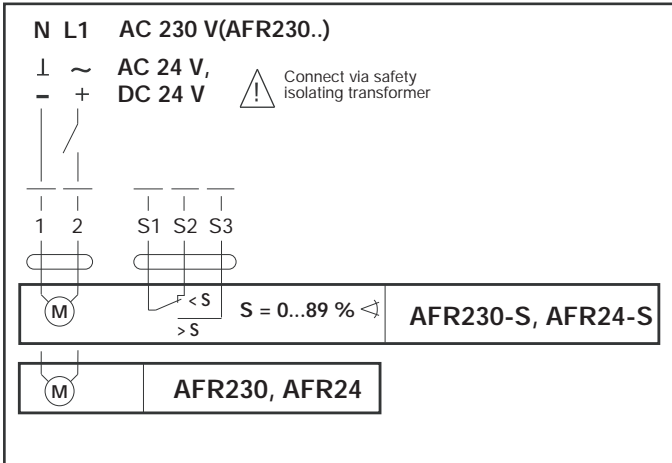 N L1 AC 230 V(AFR230..)
⊥ ~ AC 24 V,
– + DC 24 V
! Connect via safety
isolating transformer
1 2 S1 S2 S3
M < S S = 0...89 % ∢ AFR230-S, AFR24-S
> S
M AFR230, AFR24